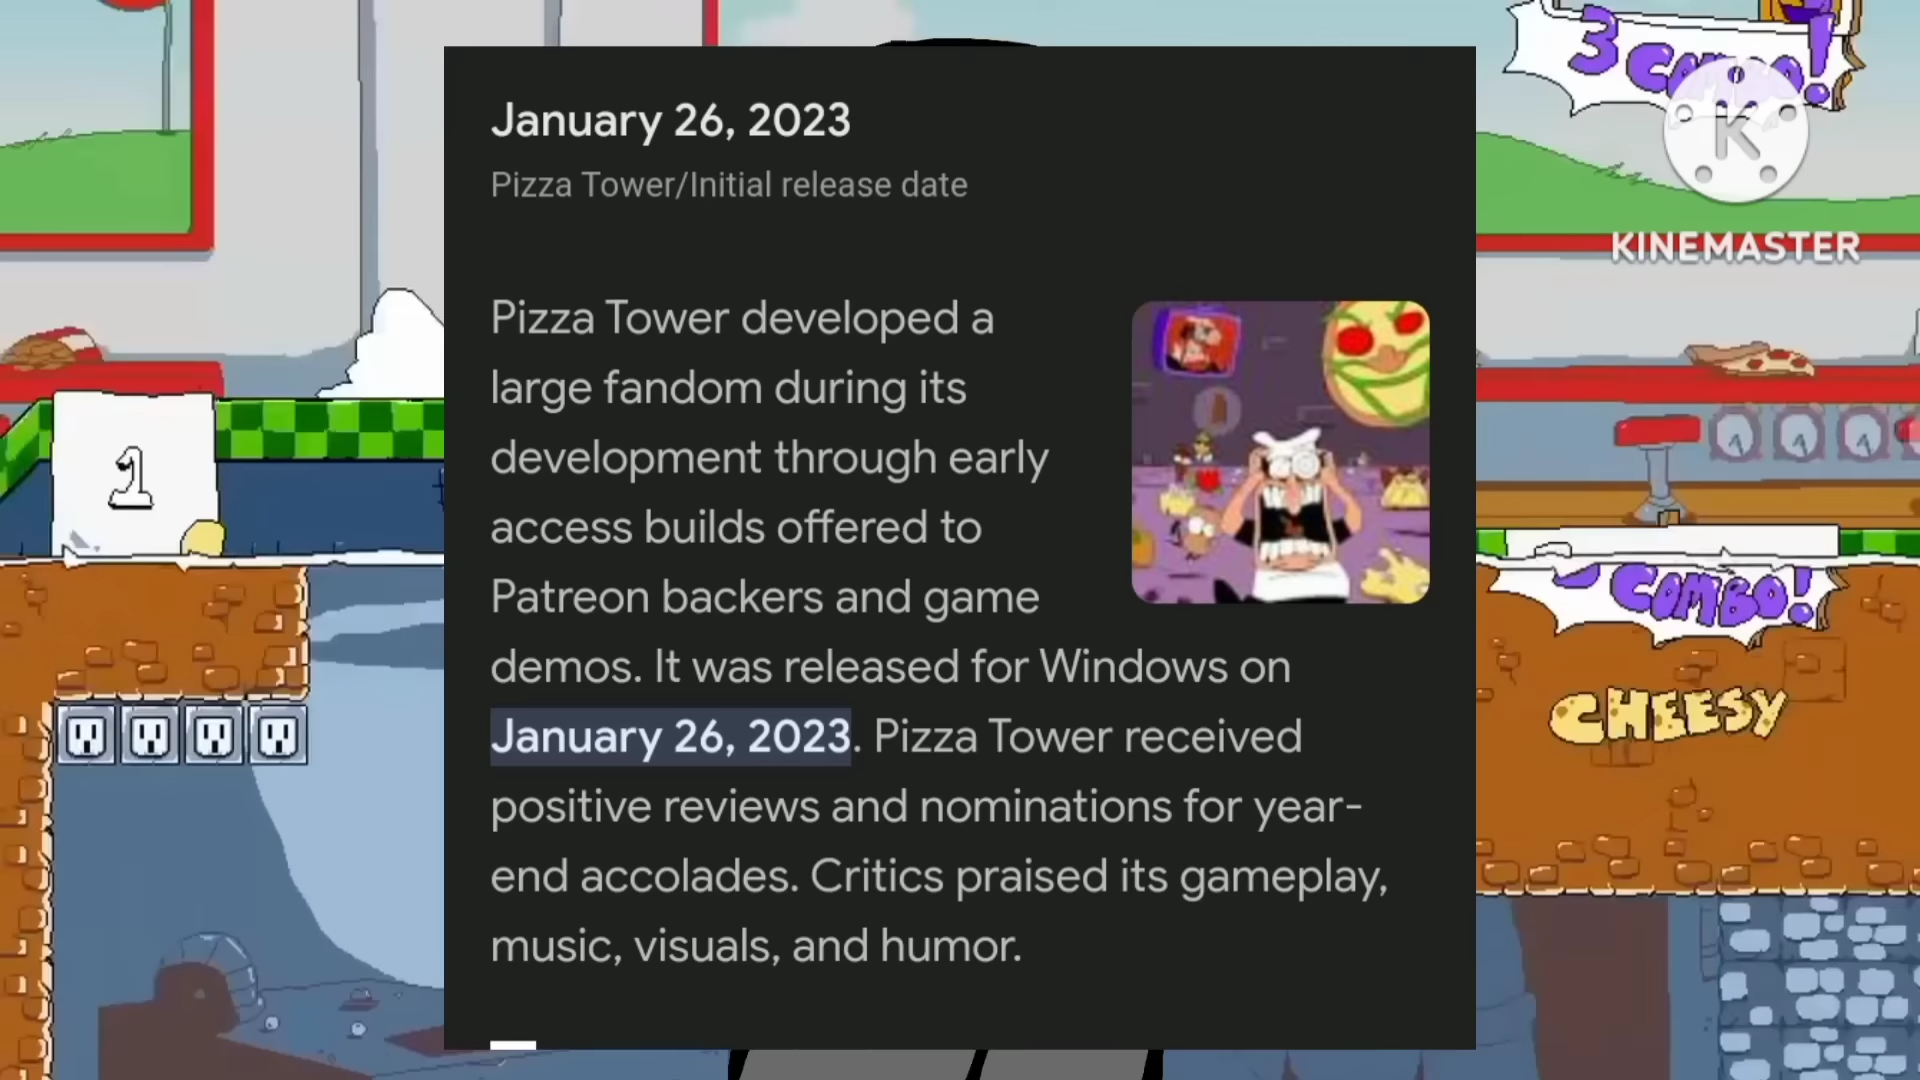 3 COMBO!
K
KINEMASTER
January 26, 2023
Pizza Tower/Initial release date
Pizza Tower developed a
large fandom during its
development through early
access builds offered to
Patreon backers and game
demos. It was released for Windows on
January 26, 2023. Pizza Tower received
positive reviews and nominations for year-
end accolades. Critics praised its gameplay,
music, visuals, and humor.
1
COMBO!
CHEESY